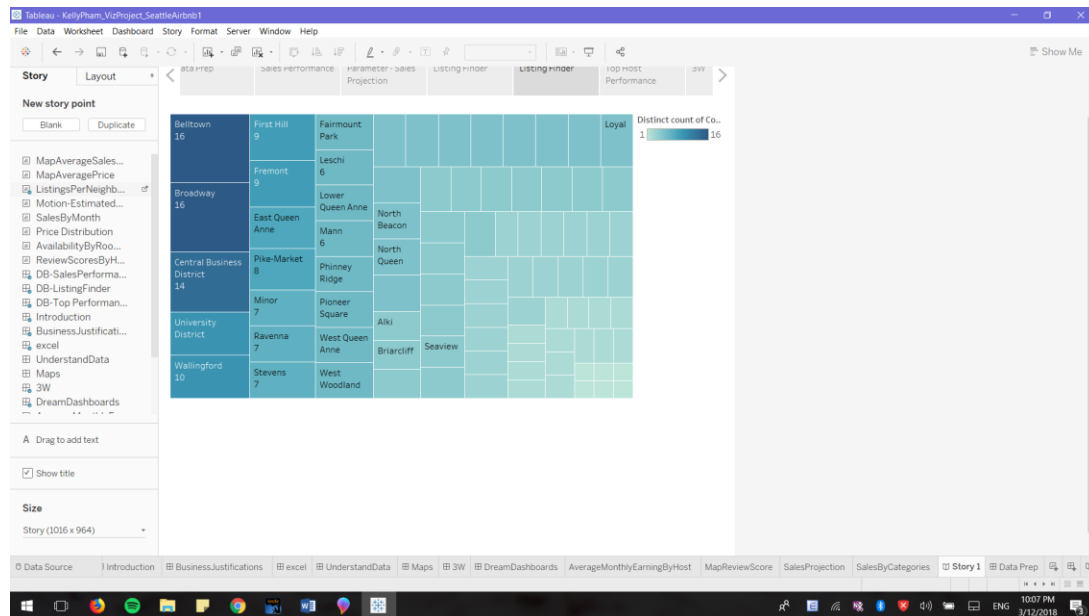 Tableau - KellyPham_VizProject_SeattleAirbnb1
File Data Worksheet Dashboard Story Format Server Window Help
Show Me
Story Layout
ata Prep
Sales Performance
Parameter - Sales
Projection
Listing Finder
Listing Finder
Top Host
Performance
3W
New story point
Blank Duplicate
MapAverageSales...
MapAveragePrice
ListingsPerNeighb...
Motion-Estimated...
SalesByMonth
Price Distribution
AvailabilityByRoo...
ReviewScoresByH...
DB-SalesPerforma...
DB-ListingFinder
DB-Top Performan...
Introduction
BusinessJustificati...
excel
UnderstandData
Maps
3W
DreamDashboards
A Drag to add text
Show title
Size
Story (1016 x 964)
Belltown
16
Broadway
16
Central Business
District
14
University
District
Wallingford
10
First Hill
9
Fremont
9
East Queen
Anne
Pike-Market
8
Minor
7
Ravenna
7
Stevens
7
Fairmount
Park
Leschi
6
Lower
Queen Anne
Mann
6
Phinney
Ridge
Pioneer
Square
West Queen
Anne
West
Woodland
North
Beacon
North
Queen
Alki
Briarcliff
Seaview
Loyal
Distinct count of Co..
1 16
Data Source Introduction BusinessJustifications excel UnderstandData Maps 3W DreamDashboards AverageMonthlyEarningByHost MapReviewScore SalesProjection SalesByCategories Story 1 Data Prep
ENG
10:07 PM
3/12/2018